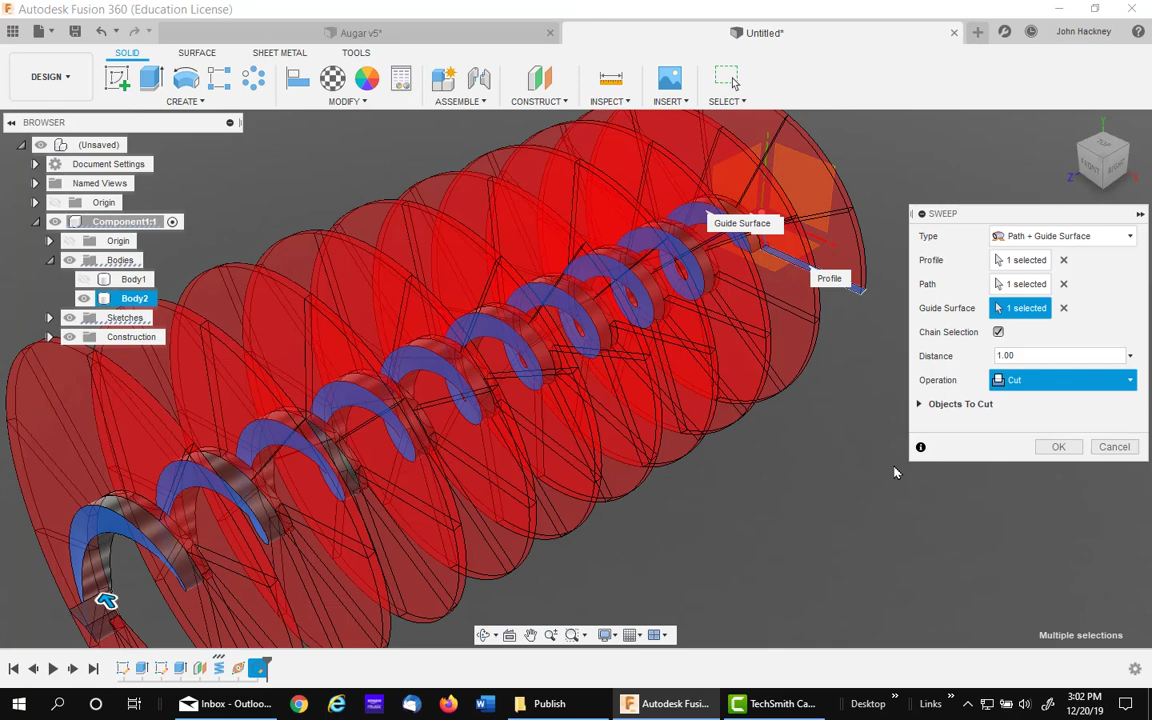 Autodesk Fusion 360 (Education License)
Augar v5*
Untitled*
John Hackney
DESIGN
SOLID
SURFACE
SHEET METAL
TOOLS
CREATE
MODIFY
ASSEMBLE
CONSTRUCT
INSPECT
INSERT
SELECT
BROWSER
(Unsaved)
Document Settings
Named Views
Origin
Component1:1
Origin
Bodies
Body1
Body2
Sketches
Construction
Guide Surface
Profile
TOP
FRONT
RIGHT
Y
Z
X
SWEEP
Type
Path + Guide Surface
Profile
1 selected
Path
1 selected
Guide Surface
1 selected
Chain Selection
Distance
1.00
Operation
Cut
Objects To Cut
OK
Cancel
Multiple selections
Inbox - Outloo...
Publish
Autodesk Fusi...
TechSmith Ca...
Desktop
Links
3:02 PM
12/20/19